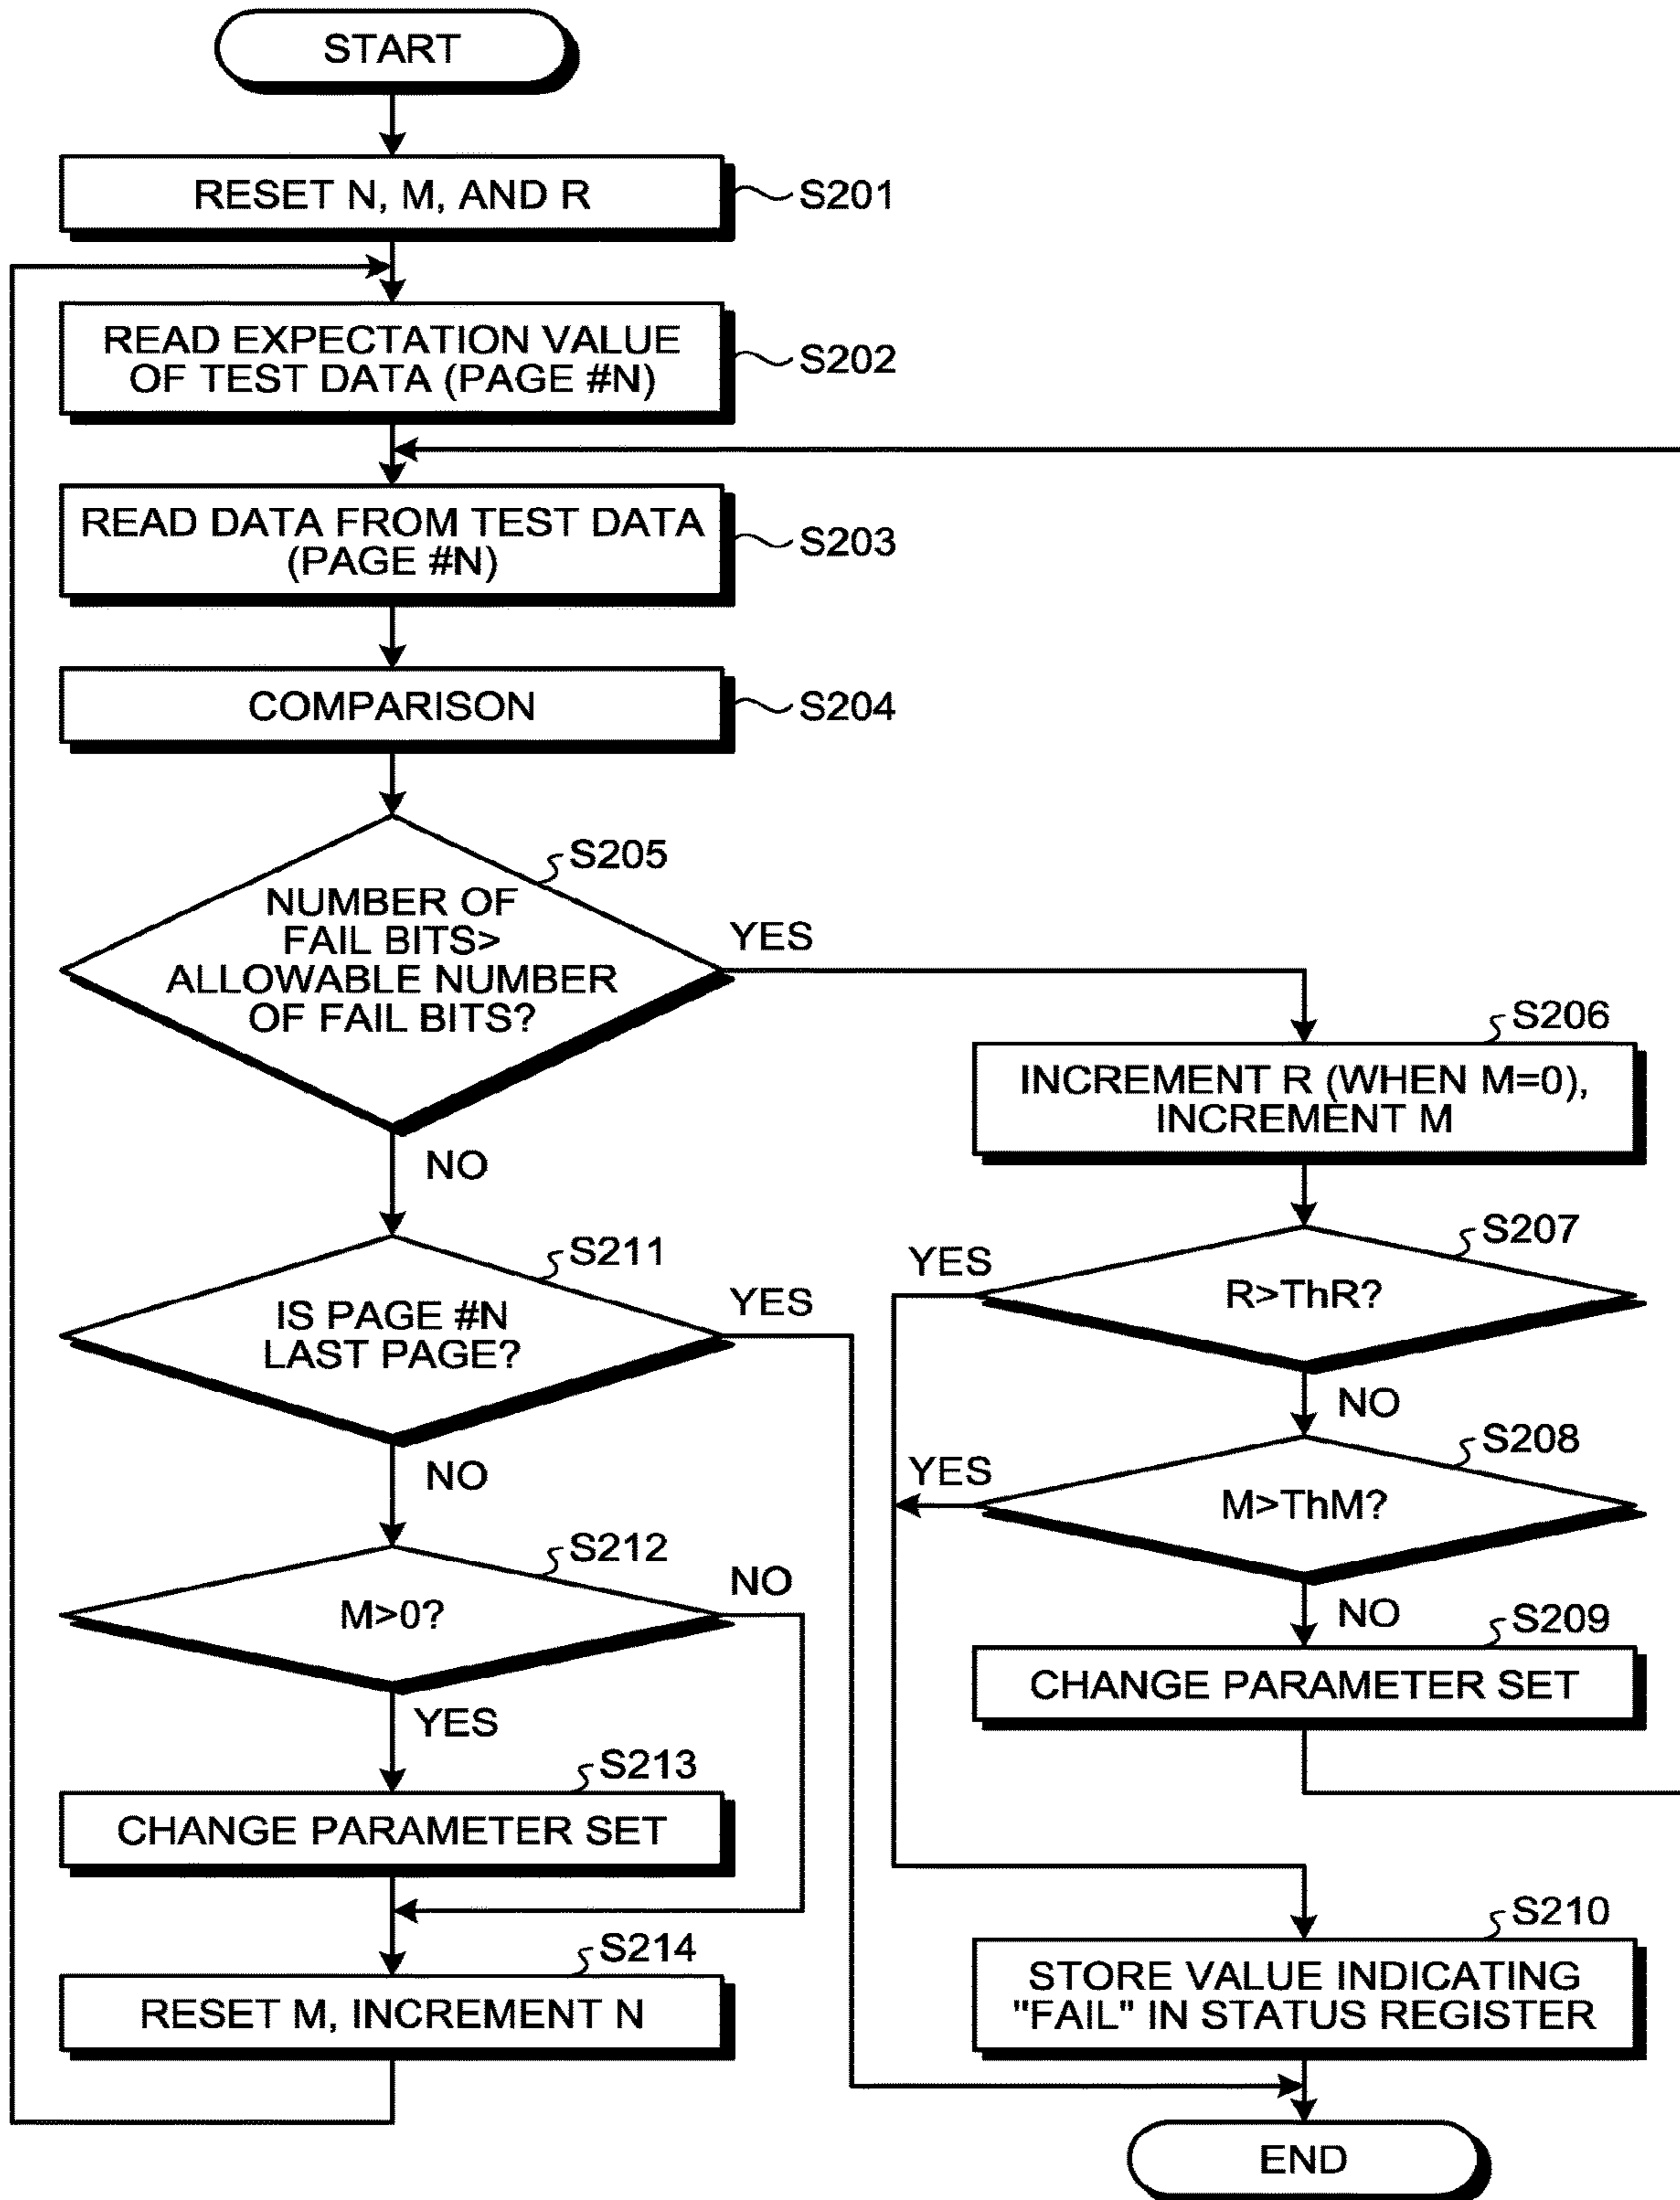 START
RESET N, M, AND R
S201
READ EXPECTATION VALUE
OF TEST DATA (PAGE #N)
S202
READ DATA FROM TEST DATA
(PAGE #N)
S203
COMPARISON
S204
S205
NUMBER OF
FAIL BITS>
ALLOWABLE NUMBER
OF FAIL BITS?
YES
NO
S206
INCREMENT R (WHEN M=0),
INCREMENT M
S207
R>ThR?
YES
NO
S208
M>ThM?
YES
NO
S209
CHANGE PARAMETER SET
S210
STORE VALUE INDICATING
"FAIL" IN STATUS REGISTER
S211
IS PAGE #N
LAST PAGE?
YES
NO
S212
M>0?
NO
YES
S213
CHANGE PARAMETER SET
S214
RESET M, INCREMENT N
END